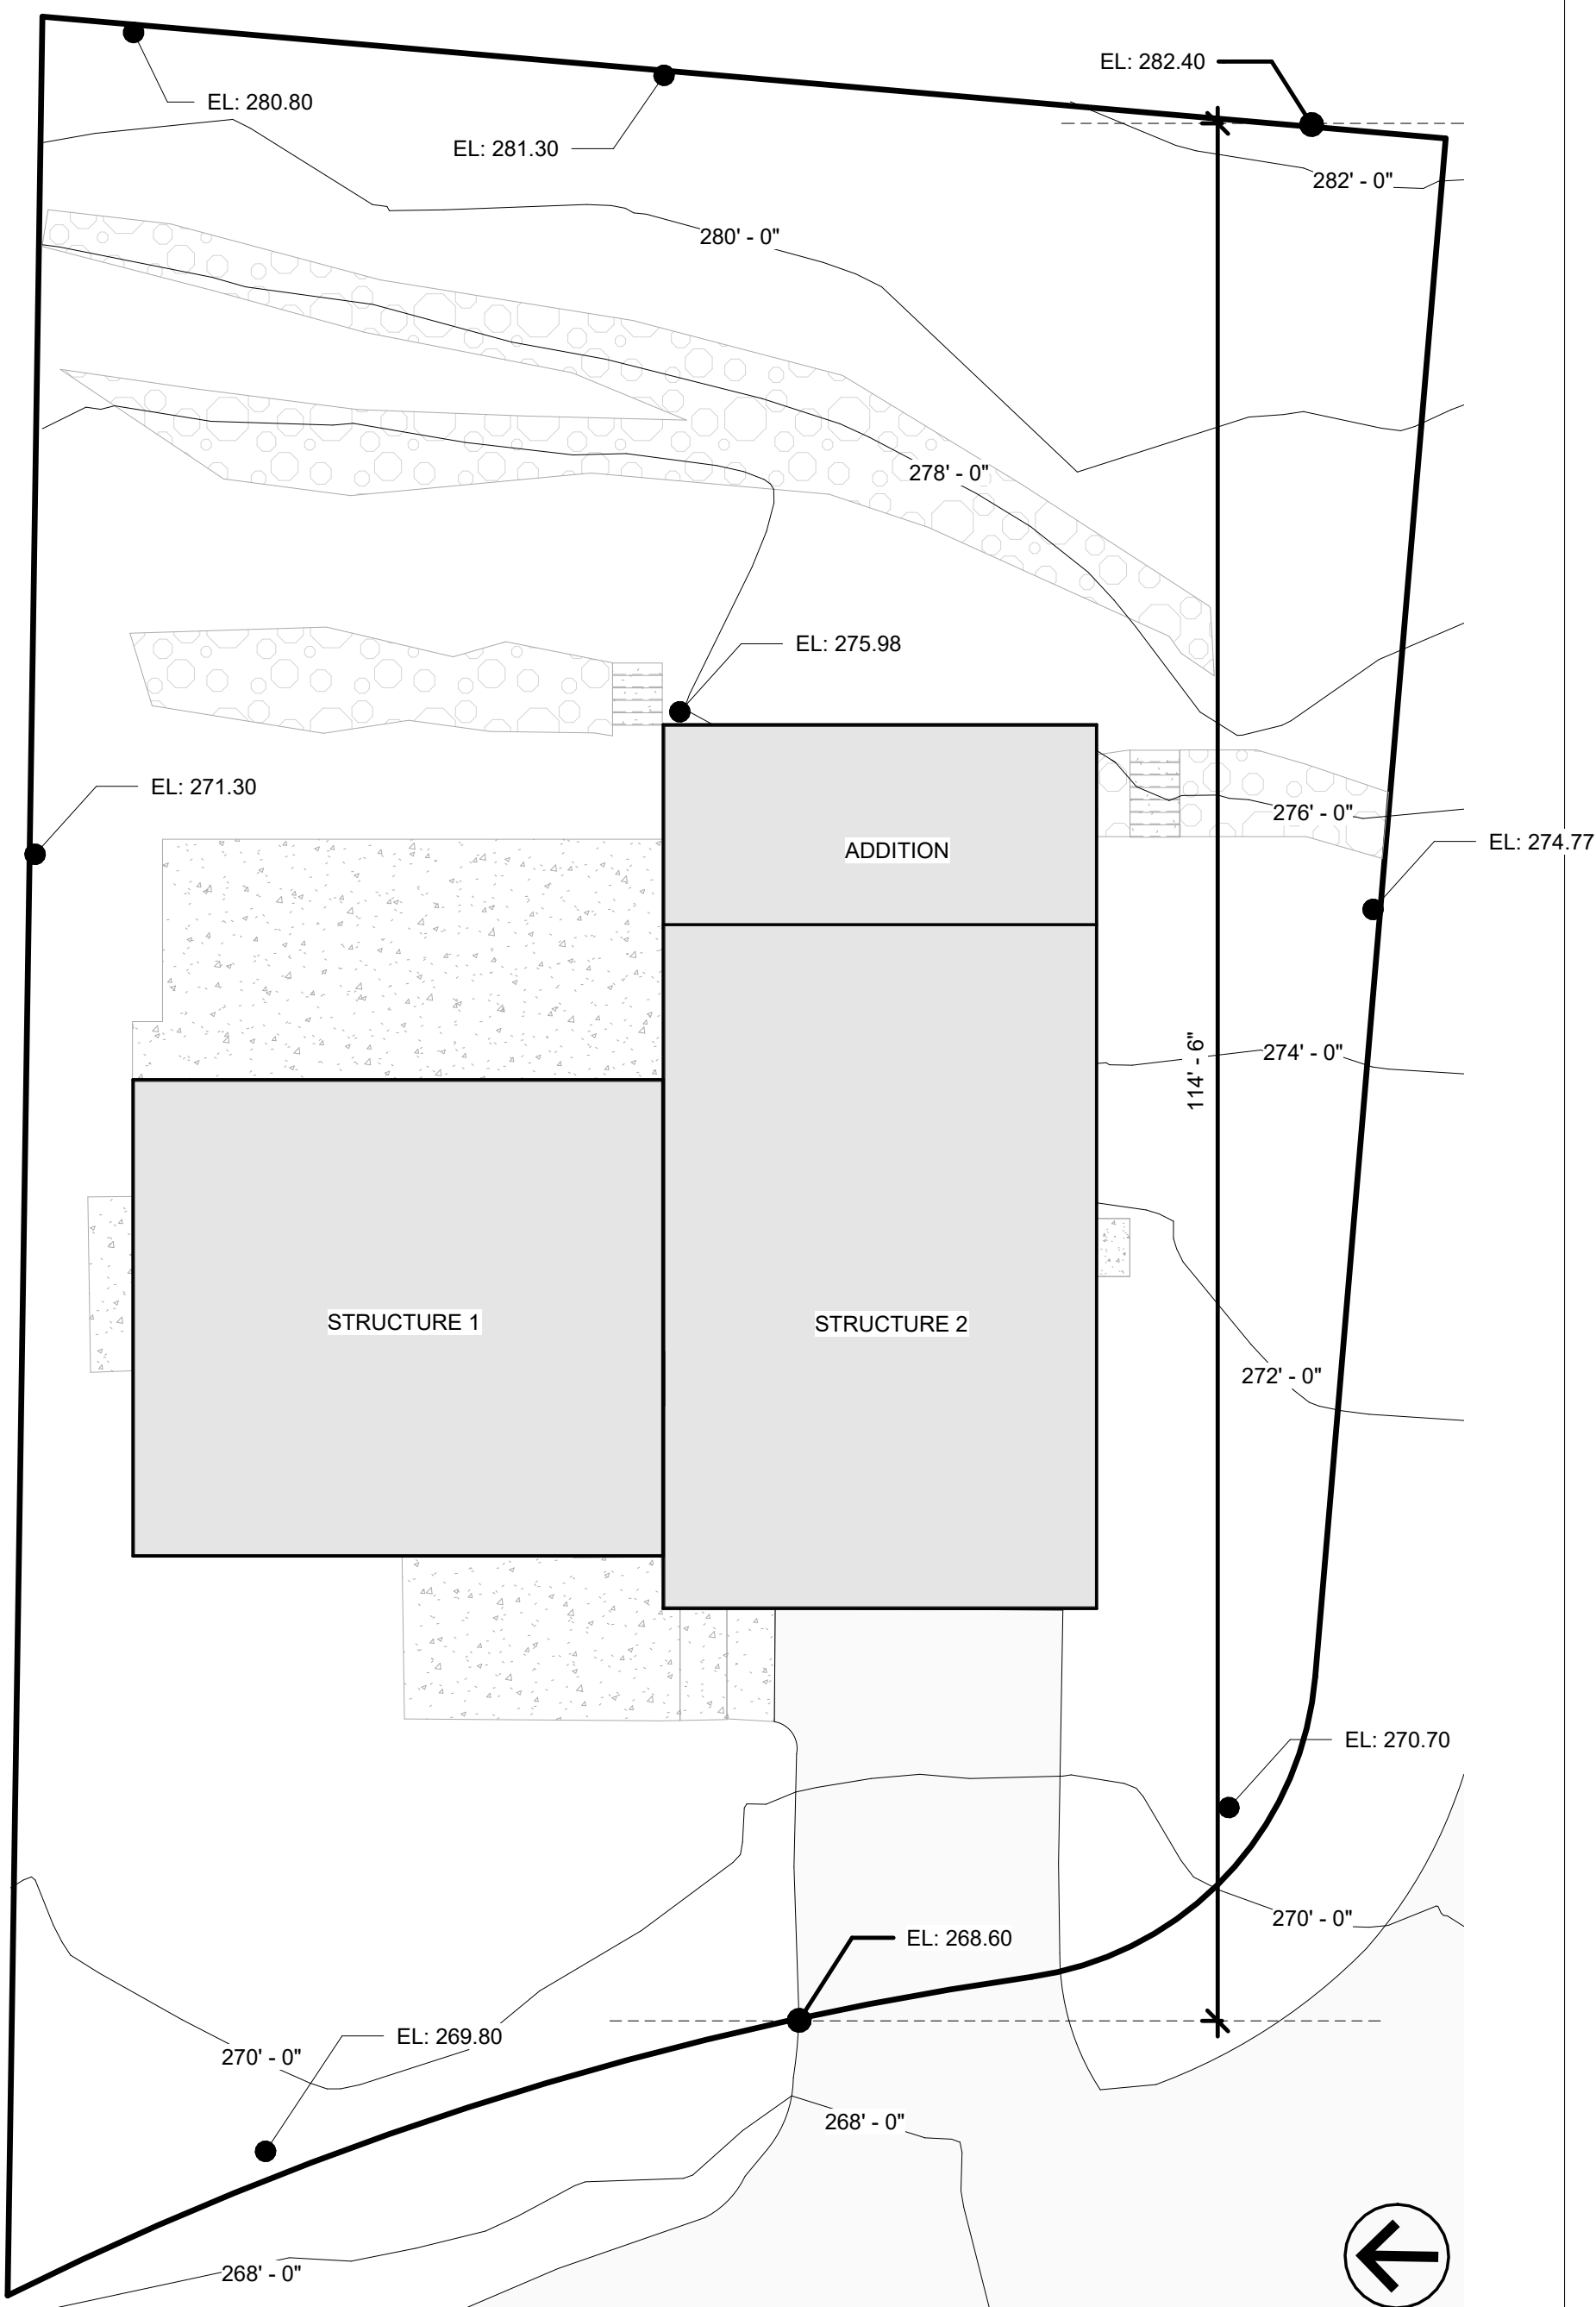 EL: 282.40
EL: 280.80
EL: 281.30
282' - 0"
280' - 0"
278' - 0"
EL: 275.98
EL: 271.30
276' - 0"
EL: 274.77
ADDITION
274' - 0"
114' - 6"
STRUCTURE 1
STRUCTURE 2
272' - 0"
EL: 270.70
270' - 0"
EL: 268.60
EL: 269.80
270' - 0"
268' - 0"
268' - 0"